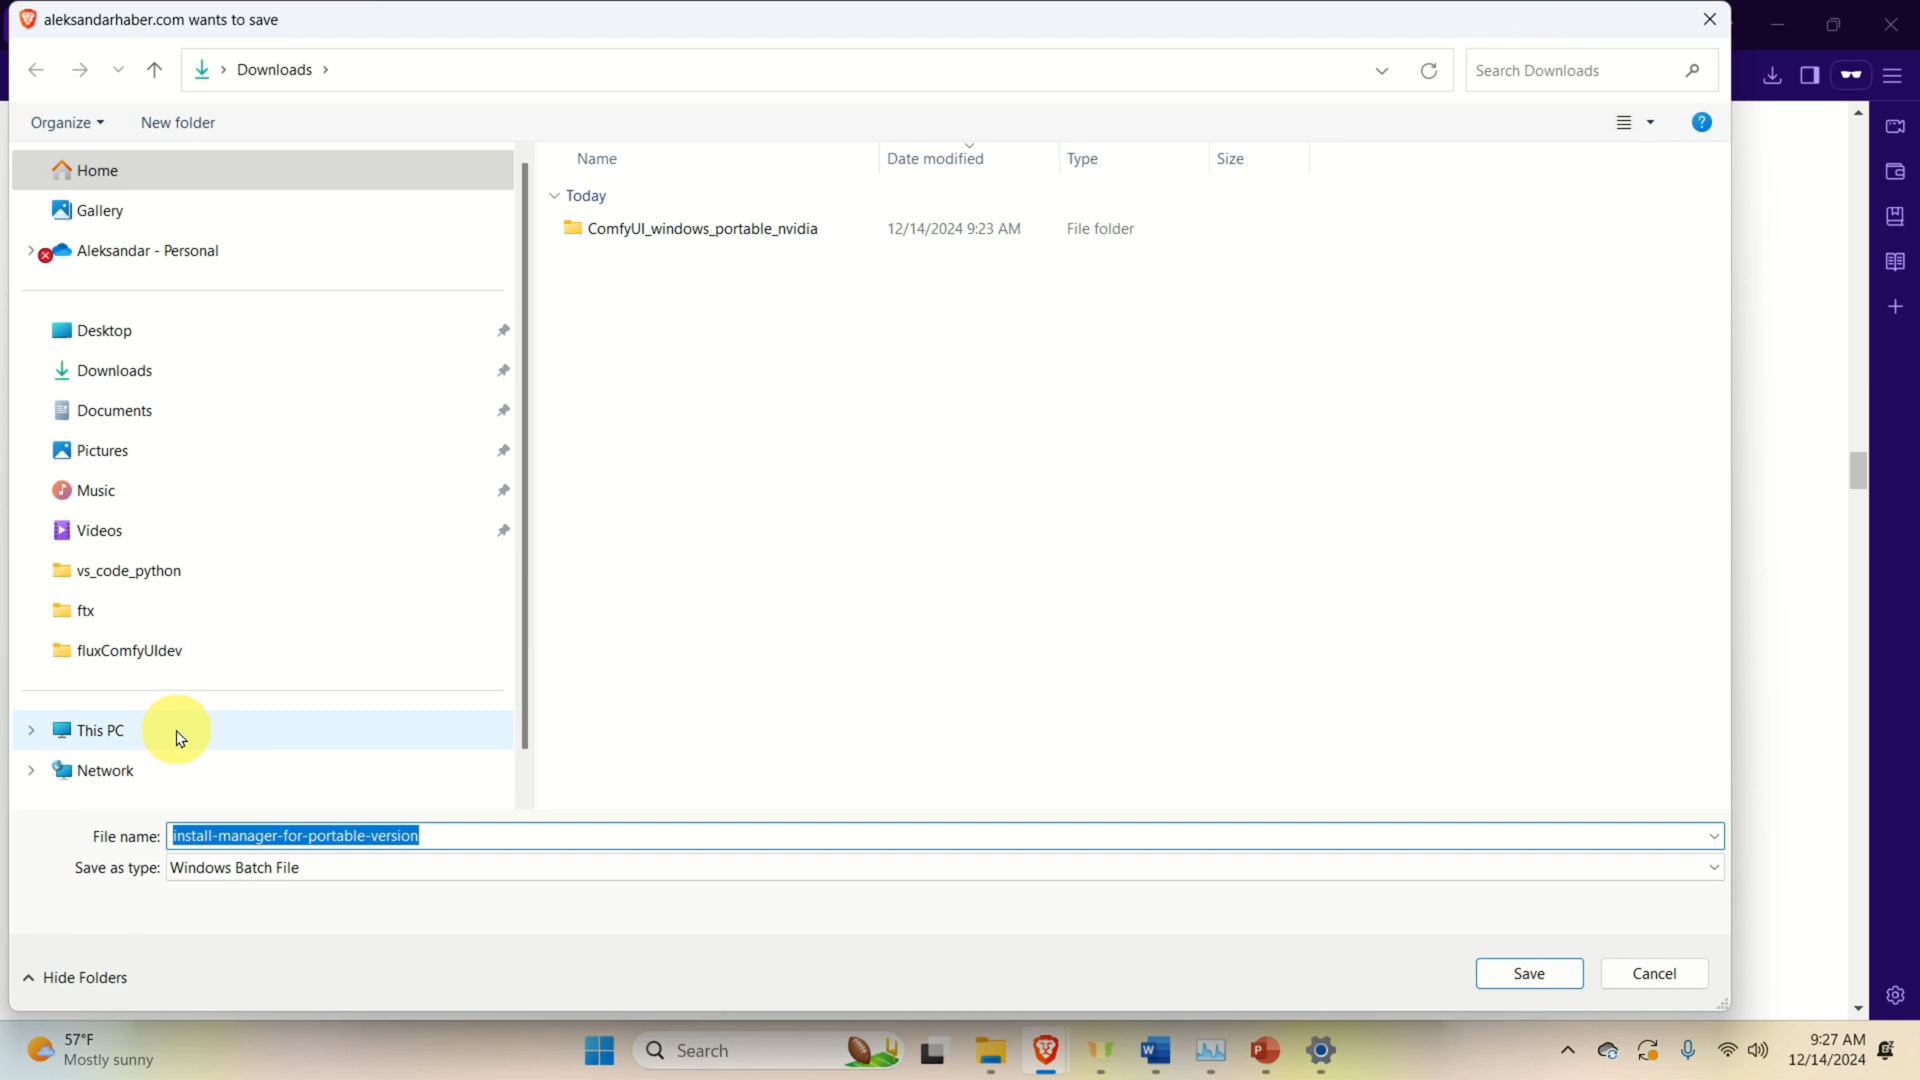 aleksandarhaber.com wants to save
Downloads
Search Downloads
Organize
New folder
Home
Gallery
Aleksandar - Personal
Desktop
Downloads
Documents
Pictures
Music
Videos
vs_code_python
ftx
fluxComfyUIdev
This PC
Network
Name Date modified Type Size
Today
ComfyUI_windows_portable_nvidia 12/14/2024 9:23 AM File folder
File name: install-manager-for-portable-version
Save as type: Windows Batch File
Hide Folders
Save
Cancel
57°F
Mostly sunny
Search
9:27 AM
12/14/2024